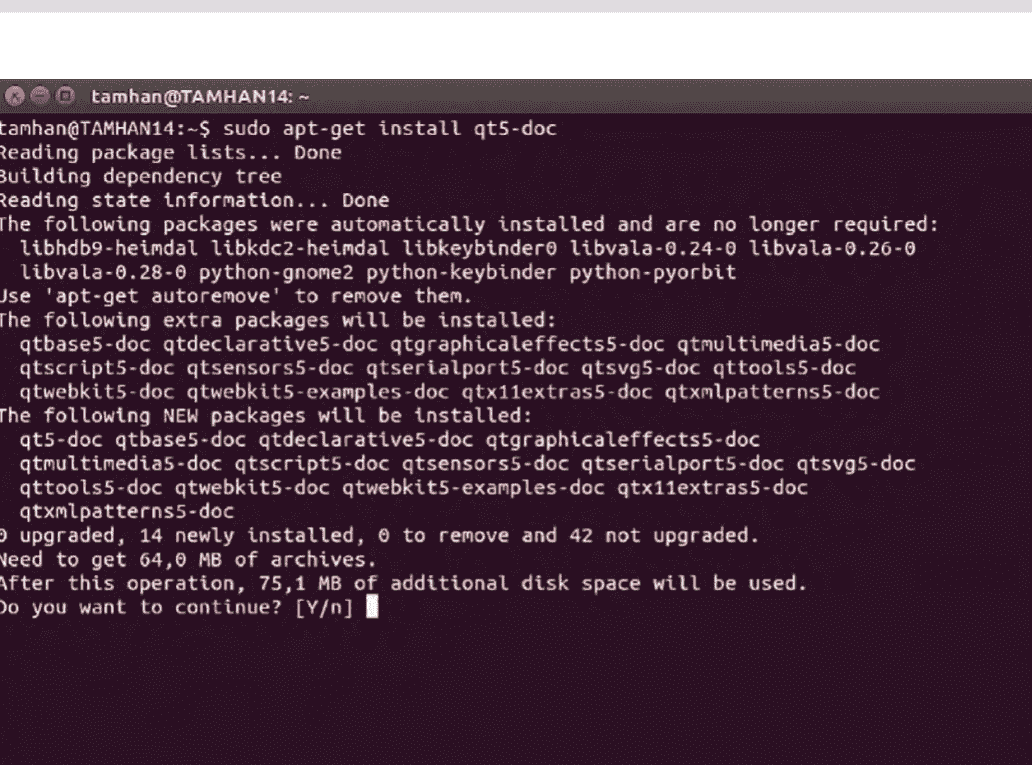 tamhan@TAMHAN14: ~
tamhan@TAMHAN14:~$ sudo apt-get install qt5-doc
Reading package lists... Done
Building dependency tree
Reading state information... Done
The following packages were automatically installed and are no longer required:
libhdb9-heimdal libkdc2-heimdal libkeybinder0 libvala-0.24-0 libvala-0.26-0
libvala-0.28-0 python-gnome2 python-keybinder python-pyorbit
Use 'apt-get autoremove' to remove them.
The following extra packages will be installed:
qtbase5-doc qtdeclarative5-doc qtgraphicaleffects5-doc qtmultimedia5-doc
qtscript5-doc qtsensors5-doc qtserialport5-doc qtsvg5-doc qttools5-doc
qtwebkit5-doc qtwebkit5-examples-doc qtx11extras5-doc qtxmlpatterns5-doc
The following NEW packages will be installed:
qt5-doc qtbase5-doc qtdeclarative5-doc qtgraphicaleffects5-doc
qtmultimedia5-doc qtscript5-doc qtsensors5-doc qtserialport5-doc qtsvg5-doc
qttools5-doc qtwebkit5-doc qtwebkit5-examples-doc qtx11extras5-doc
qtxmlpatterns5-doc
0 upgraded, 14 newly installed, 0 to remove and 42 not upgraded.
Need to get 64,0 MB of archives.
After this operation, 75,1 MB of additional disk space will be used.
Do you want to continue? [Y/n]